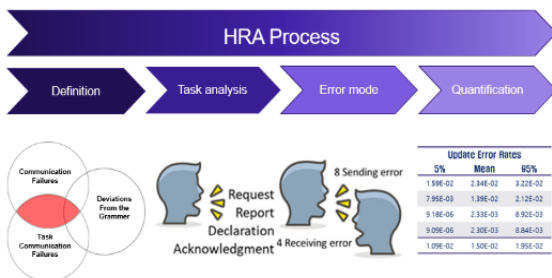 HRA Process
Definition
Task analysis
Error mode
Quantification
Communication
Failures
Deviations
From the
Grammer
Task
Communication
Failures
Request
Report
Declaration
Acknowledgment
8 Sending error
4 Receiving error
Update Error Rates
5% Mean 95%
1.59E-02 2.34E-02 3.22E-02
7.95E-03 1.39E-02 2.12E-02
9.18E-06 2.33E-03 8.92E-03
9.09E-06 2.30E-03 8.84E-03
1.09E-02 1.50E-02 1.95E-02